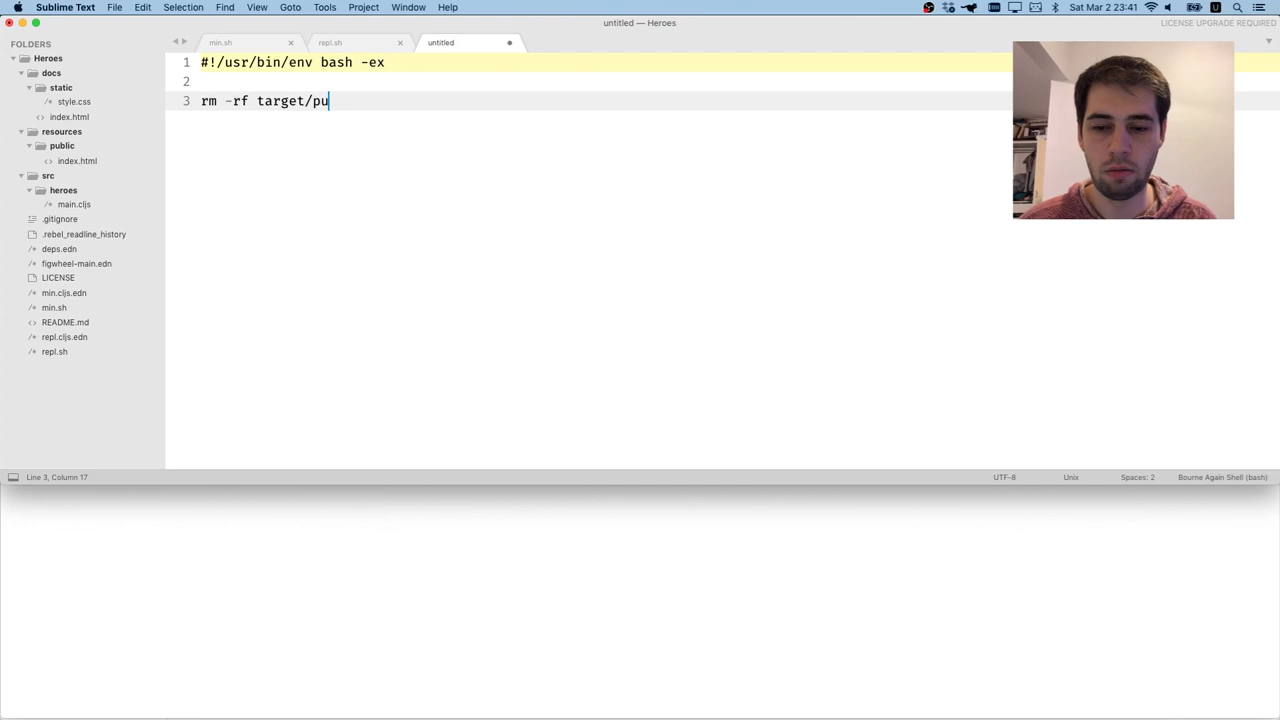 Sublime Text File Edit Selection Find View Goto Tools Project Window Help Sat Mar 2 23:41 U
untitled — Heroes LICENSE UPGRADE REQUIRED
FOLDERS min.sh repl.sh untitled
Heroes
docs
static
style.css
index.html
resources
public
index.html
src
heroes
main.cljs
.gitignore
.rebel_readline_history
deps.edn
figwheel-main.edn
LICENSE
min.cljs.edn
min.sh
README.md
repl.cljs.edn
repl.sh
1 #!/usr/bin/env bash -ex
2
3 rm -rf target/pu
Line 3, Column 17 UTF-8 Unix Spaces: 2 Bourne Again Shell (bash)